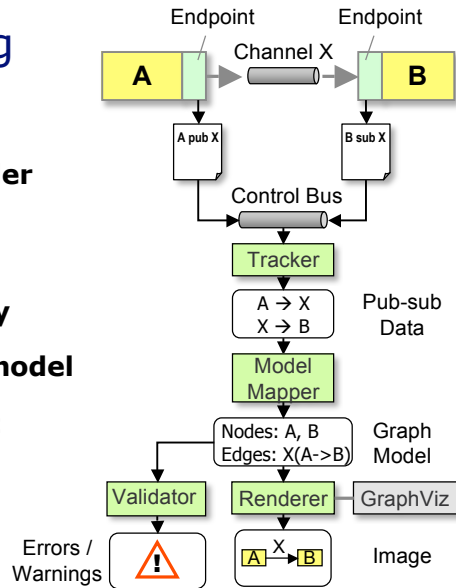 g
Endpoint Endpoint
Channel X
A B
er
A pub X B sub X
Control Bus
Tracker
y
A → X
X → B
Pub-sub
Data
model
Model
Mapper
Nodes: A, B
Edges: X(A->B)
Graph
Model
Validator Renderer GraphViz
Errors /
Warnings
!
A X B
Image